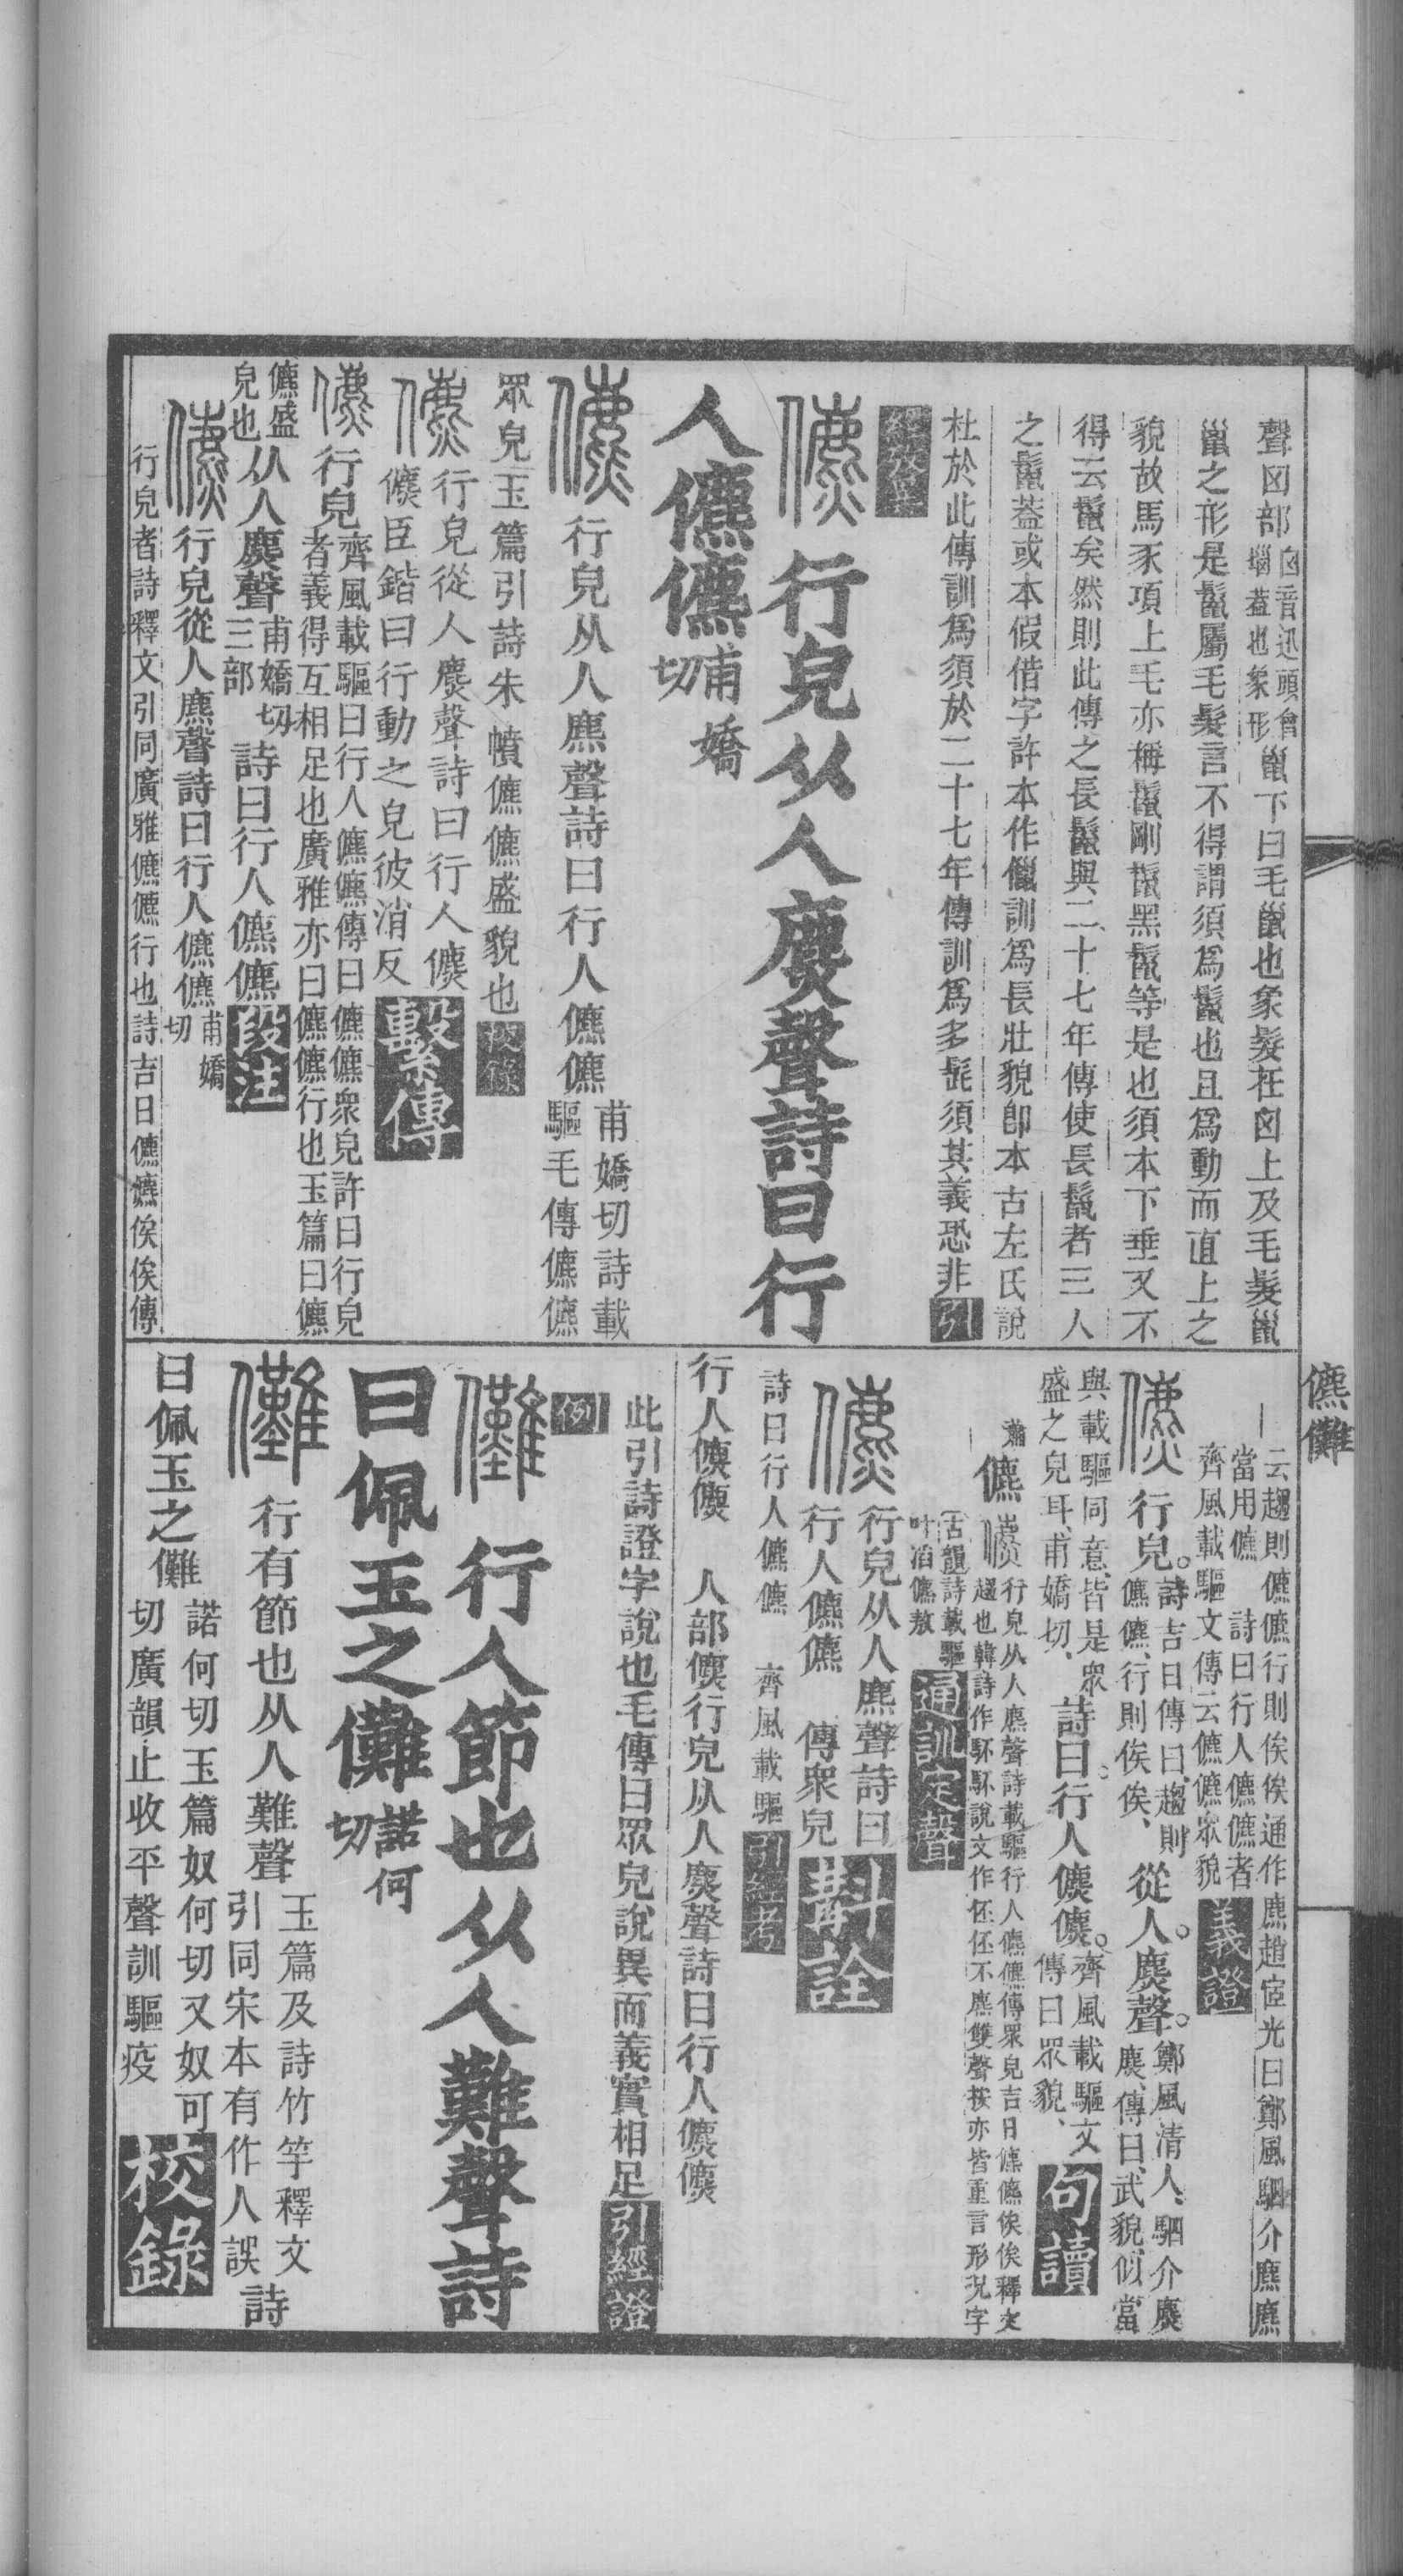 聲囟部囟音迅頭會𡿺蓋也象形鬛下曰毛巤也象髮在囟上及毛髮巤
巤之形是鬛屬毛髮言不得謂須爲鬛也且爲動而直上之
貌故馬豕項上毛亦稱鬛剛鬛黑鬛等是也須本下垂又不
得云鬛矣然則此傳之長鬛與二十七年傳使長鬛者三人
之鬛蓋或本假借字許本作儠訓爲長壯貌卽本古左氏說
杜於此傳訓爲須於二十七年傳訓爲多髭須其義恐非引
經攷證
儦行皃从人麃聲詩曰行
人儦儦甫嬌切
儦行皃从人麃聲詩曰行人儦儦甫嬌切詩載驅毛傳儦儦
眾皃玉篇引詩朱幩儦儦盛貌也校錄
儦行皃從人麃聲詩曰行人儦
儦臣鍇曰行動之皃彼消反繫傳
儦行皃齊風載驅曰行人儦儦傳曰儦儦衆皃許曰行皃者義得互相足也廣雅亦曰儦儦行也玉篇曰儦
儦盛皃也从人麃聲甫嬌切三部詩曰行人儦儦段注
儦行皃從人麃聲詩曰行人儦儦甫嬌切
行皃者詩釋文引同廣雅儦儦行也詩吉日儦儦俟俟傳
儦儺
云趨則儦儦行則俟俟通作麃趙宧光曰鄭風駟介麃麃
當用儦 詩曰行人儦儦者
齊風載驅文傳云儦儦眾貌義證
儦行皃。詩吉日傳曰、趨則儦儦、行則俟俟、從人。麃聲。鄭風清人、駟介麃麃、傳曰、武貌、似當
與載驅同意、皆是眾盛之皃耳、甫嬌切、詩曰。行人儦儦。齊風載驅文傳曰眾貌、句讀
蕭儦儦行皃从人麃聲詩載驅行人儦儦傳眾皃吉日儦儦俟俟釋文趨也韓詩作駓駓說文作伾伾不麃雙聲按亦皆重言形況字
古韻詩載驅叶滔儦敖通訓定聲
儦行皃从人麃聲詩曰行人儦儦 傳衆皃斠詮
詩曰行人儦儦 齊風載驅引經考
行人儦儦 人部儦行皃从人麃聲詩曰行人儦儦
此引詩證字說也毛傳曰眾皃說異而義實相足引經證
例
儺行人節也从人難聲詩
曰佩玉之儺諾何切
儺行有節也从人難聲玉篇及詩竹竿釋文引同宋本有作人誤詩
曰佩玉之儺諾何切玉篇奴何切又奴可切廣韻止收平聲訓驅疫校錄